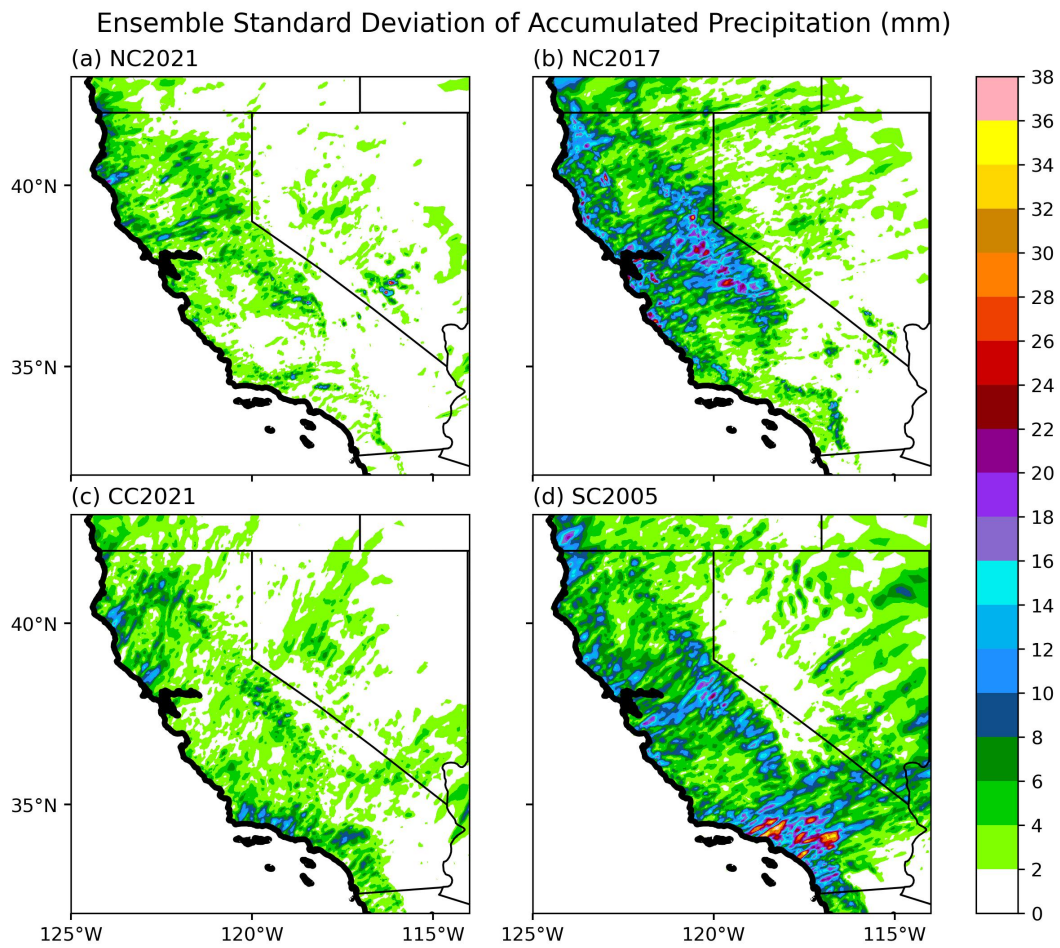 Ensemble Standard Deviation of Accumulated Precipitation (mm)
(a) NC2021
(b) NC2017
40°N
35°N
(c) CC2021
(d) SC2005
40°N
35°N
125°W
120°W
115°W
125°W
120°W
115°W
38
36
34
32
30
28
26
24
22
20
18
16
14
12
10
8
6
4
2
0